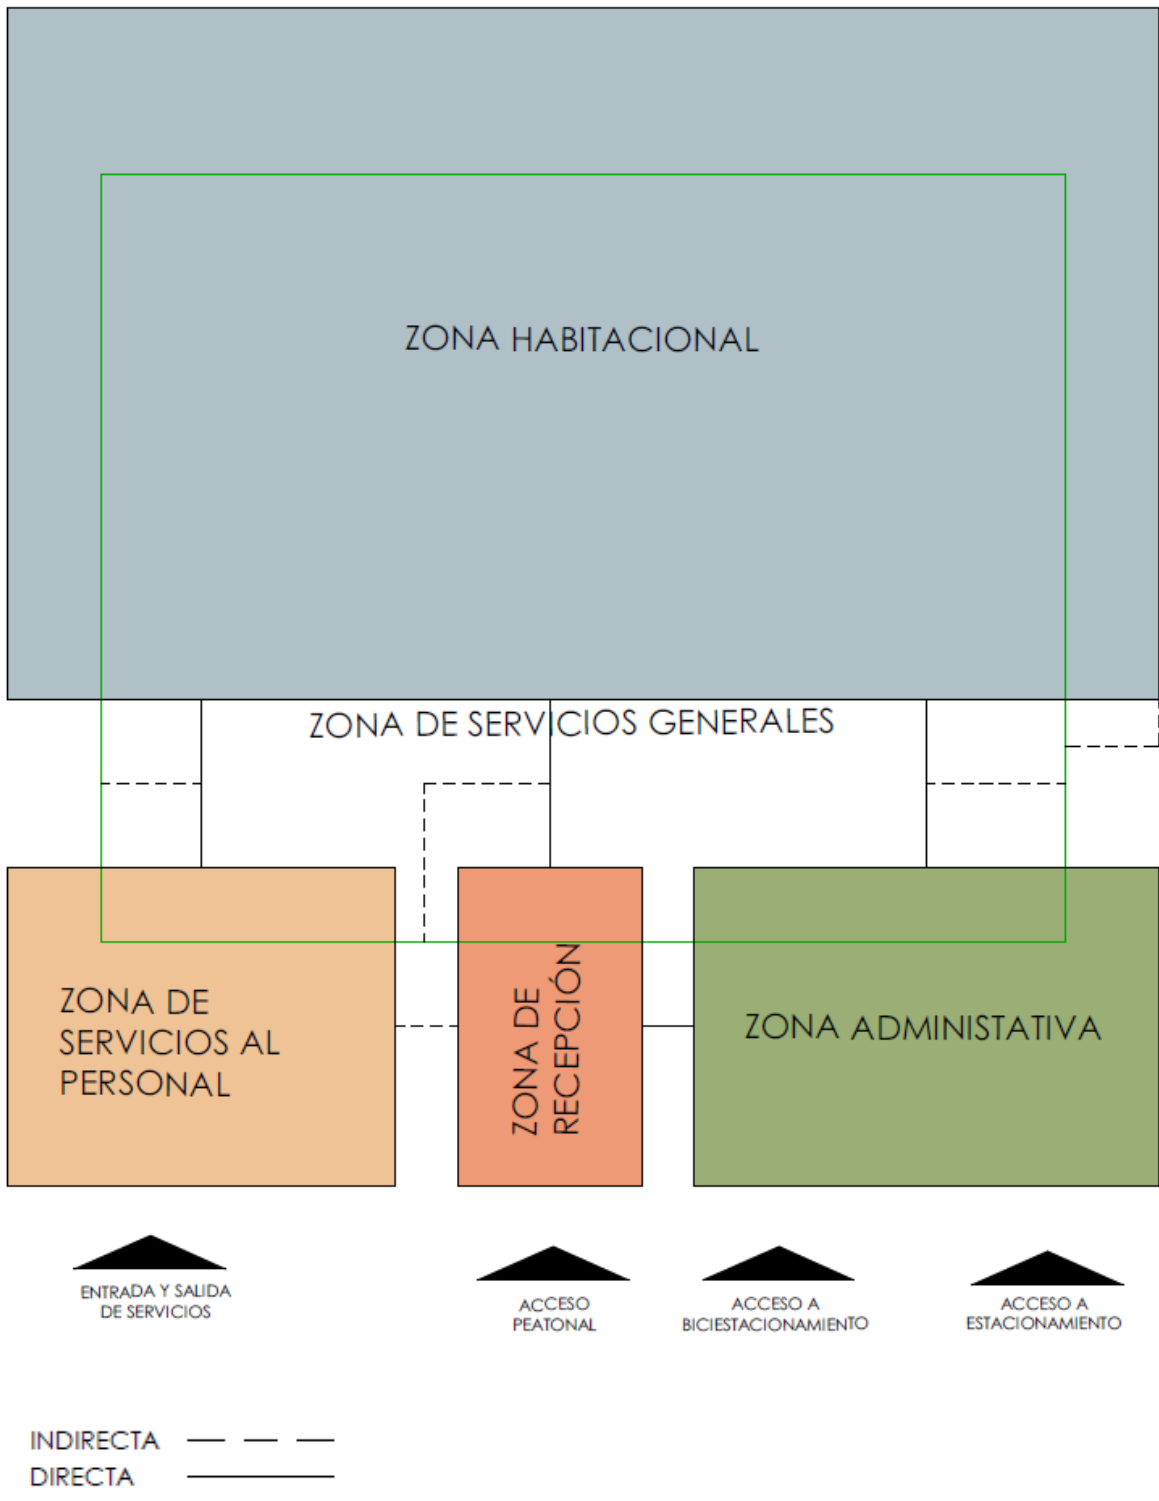 ZONA HABITACIONAL
ZONA DE SERVICIOS GENERALES
ZONA DE
SERVICIOS AL
PERSONAL
ZONA DE
RECEPCIÓN
ZONA ADMINISTATIVA
ENTRADA Y SALIDA
DE SERVICIOS
ACCESO
PEATONAL
ACCESO A
BICIESTACIONAMIENTO
ACCESO A
ESTACIONAMIENTO
INDIRECTA
DIRECTA